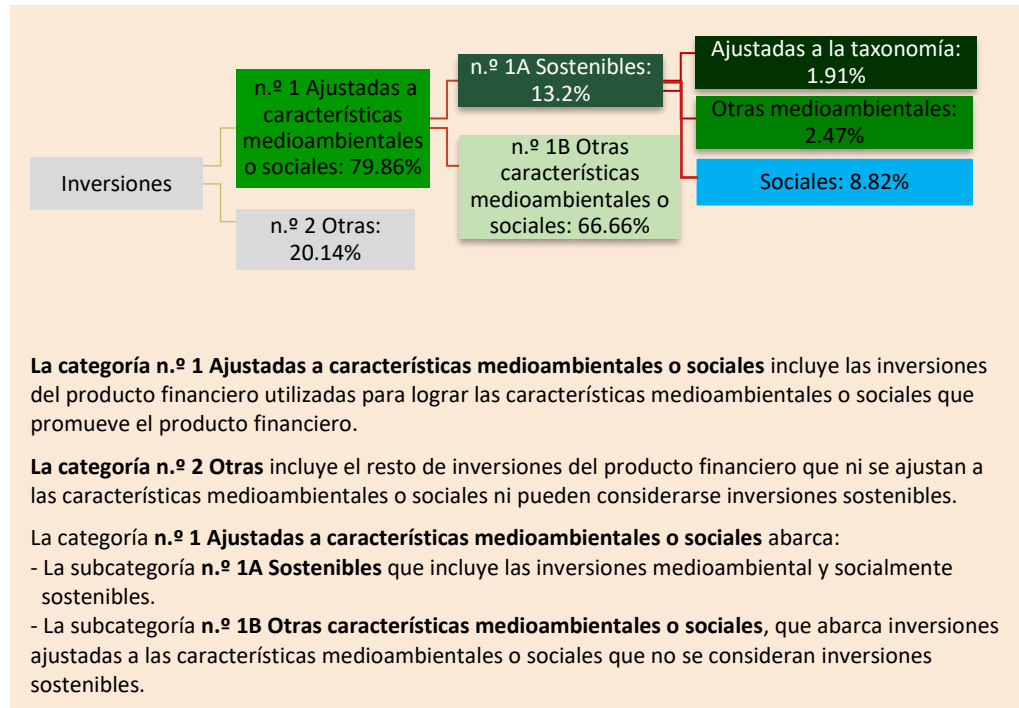 Inversiones
n.º 1 Ajustadas a
características
medioambientales
o sociales: 79.86%
n.º 2 Otras:
20.14%
n.º 1A Sostenibles:
13.2%
n.º 1B Otras
características
medioambientales o
sociales: 66.66%
Ajustadas a la taxonomía:
1.91%
Otras medioambientales:
2.47%
Sociales: 8.82%
La categoría n.º 1 Ajustadas a características medioambientales o sociales incluye las inversiones
del producto financiero utilizadas para lograr las características medioambientales o sociales que
promueve el producto financiero.
La categoría n.º 2 Otras incluye el resto de inversiones del producto financiero que ni se ajustan a
las características medioambientales o sociales ni pueden considerarse inversiones sostenibles.
La categoría n.º 1 Ajustadas a características medioambientales o sociales abarca:
- La subcategoría n.º 1A Sostenibles que incluye las inversiones medioambiental y socialmente
sostenibles.
- La subcategoría n.º 1B Otras características medioambientales o sociales, que abarca inversiones
ajustadas a las características medioambientales o sociales que no se consideran inversiones
sostenibles.